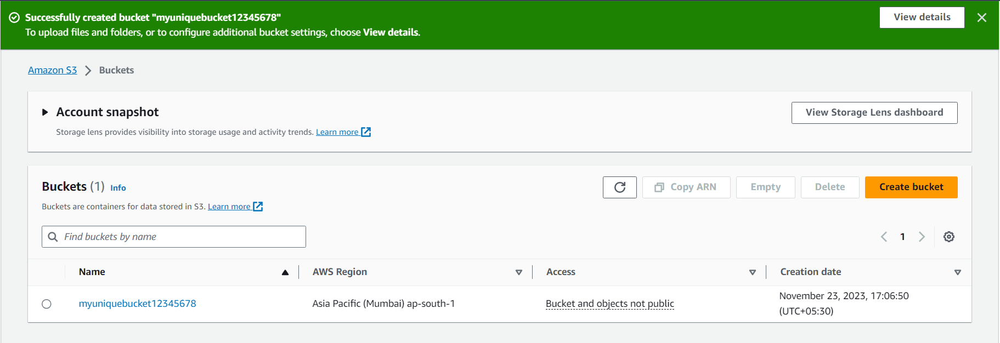 Successfully created bucket "myuniquebucket12345678"
View details
To upload files and folders, or to configure additional bucket settings, choose View details.
Amazon S3 Buckets
Account snapshot
View Storage Lens dashboard
Storage lens provides visibility into storage usage and activity trends. Learn more
Buckets (1) Info
Copy ARN Empty Delete Create bucket
Buckets are containers for data stored in S3. Learn more
Find buckets by name
1
Name AWS Region Access Creation date
myuniquebucket12345678 Asia Pacific (Mumbai) ap-south-1 Bucket and objects not public November 23, 2023, 17:06:50
(UTC+05:30)